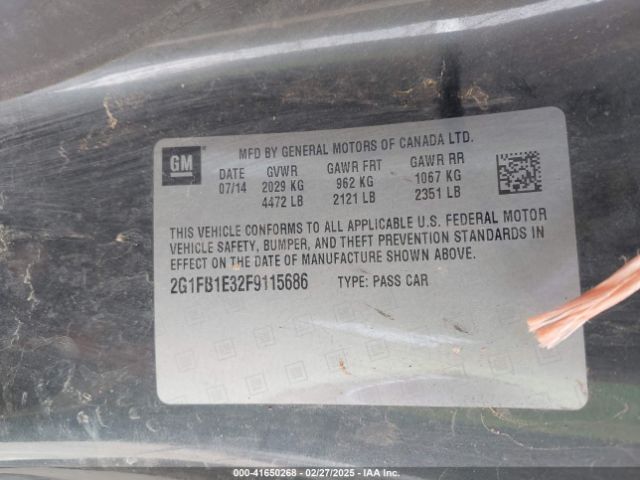 MFD BY GENERAL MOTORS OF CANADA LTD.
GM
DATE GVWR GAWR FRT GAWR RR
07/14 2029 KG 962 KG 1067 KG
4472 LB 2121 LB 2351 LB
THIS VEHICLE CONFORMS TO ALL APPLICABLE U.S. FEDERAL MOTOR
VEHICLE SAFETY, BUMPER, AND THEFT PREVENTION STANDARDS IN
EFFECT ON THE DATE OF MANUFACTURE SHOWN ABOVE.
2G1FB1E32F9115686 TYPE: PASS CAR
000-41650268 - 02/27/2025 - IAA Inc.